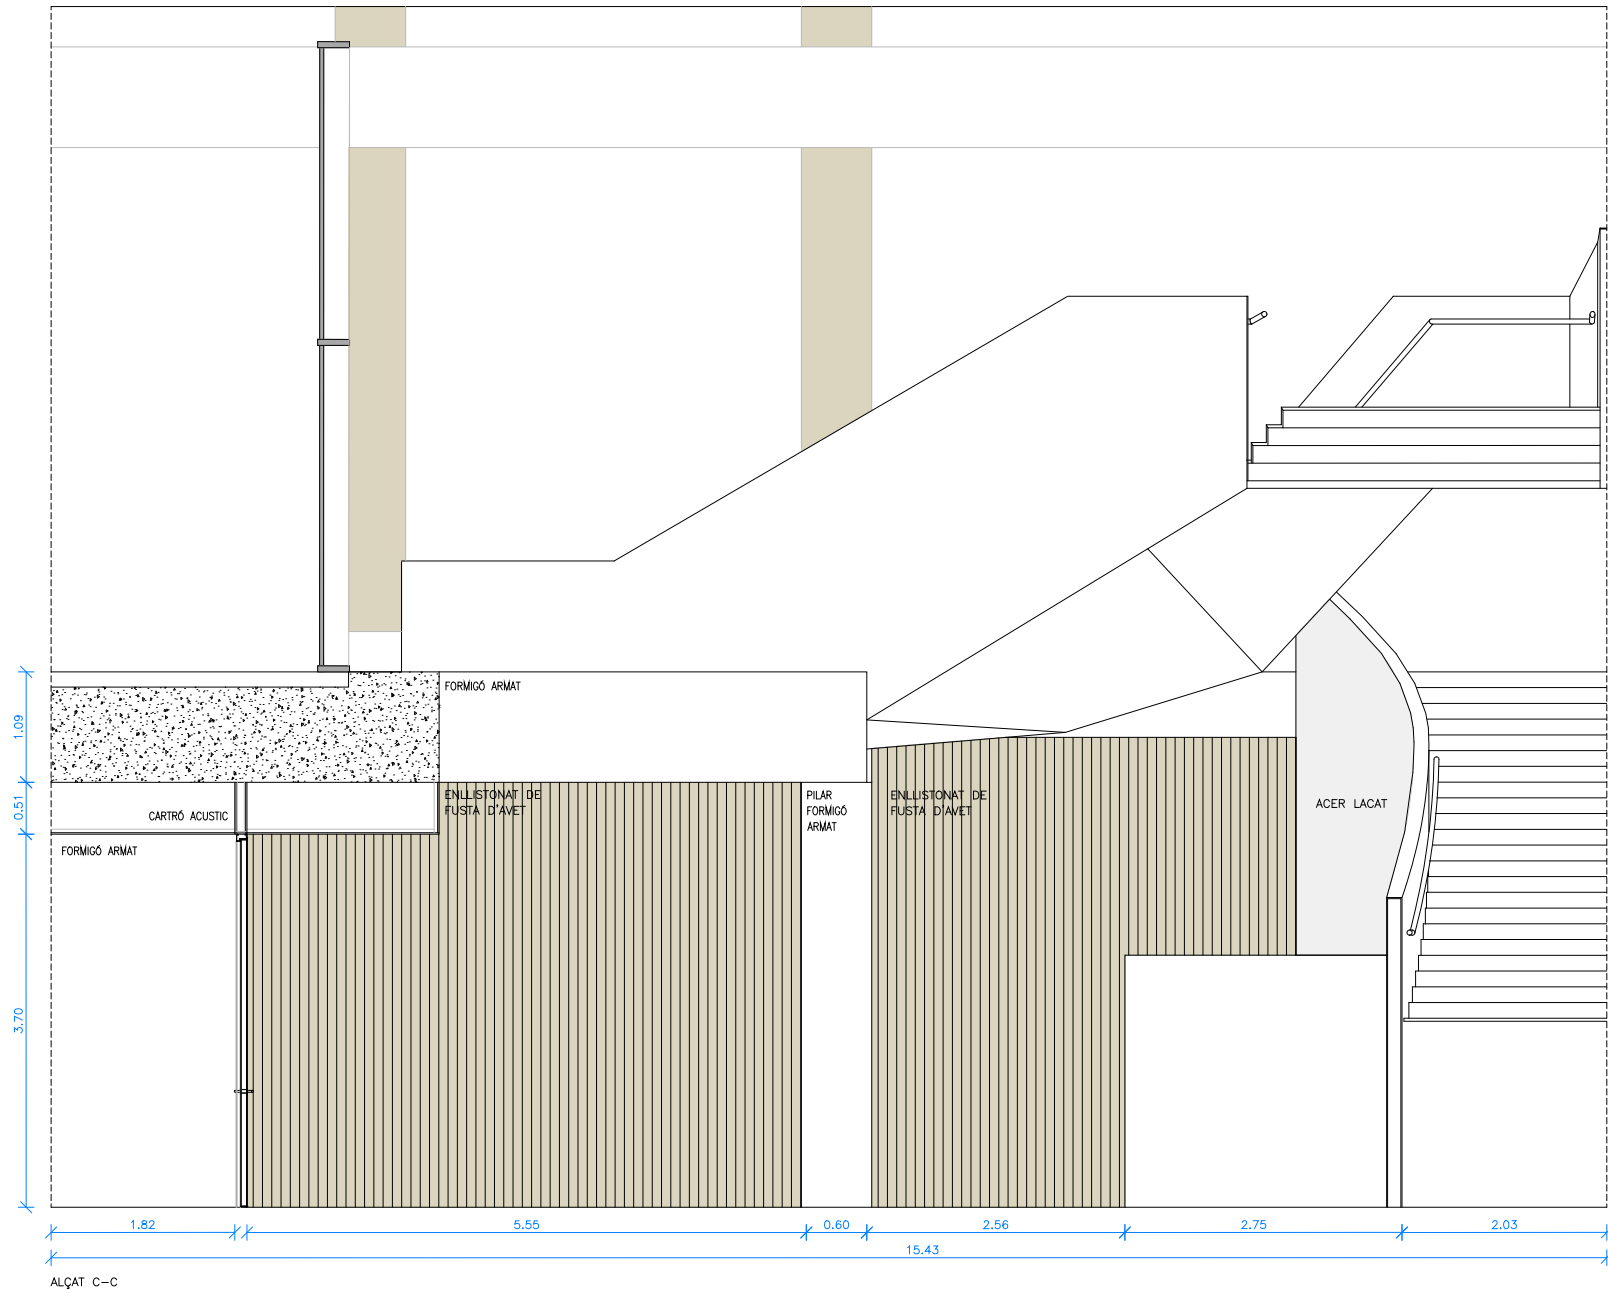 FORMIGÓ ARMAT
1.09
ENLLISTONAT DE
FUSTA D'AVET
PILAR
FORMIGÓ
ARMAT
ENLLISTONAT DE
FUSTA D'AVET
ACER LACAT
CARTRÓ ACUSTIC
0.51
FORMIGÓ ARMAT
3.70
1.82
5.55
0.60
2.56
2.75
2.03
15.43
ALÇAT C-C